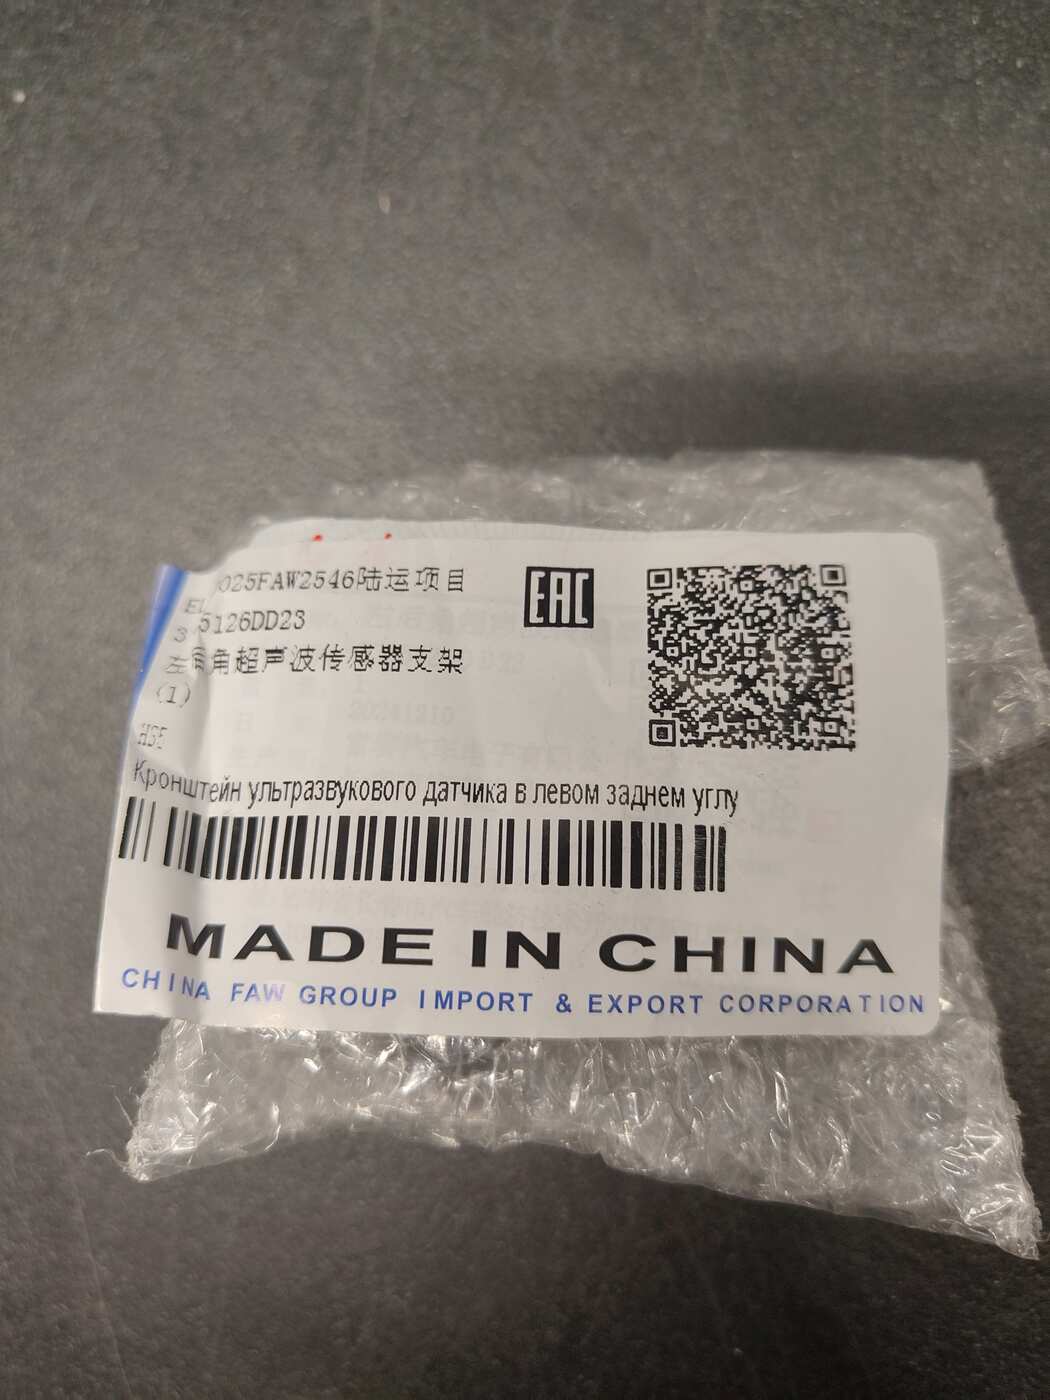 025FAW2546陆运项目
EAC
5126DD23
角超声波传感器支架
(1)
HS5
Кронштейн ультразвукового датчика в левом заднем углу
MADE IN CHINA
CHINA FAW GROUP IMPORT & EXPORT CORPORATION